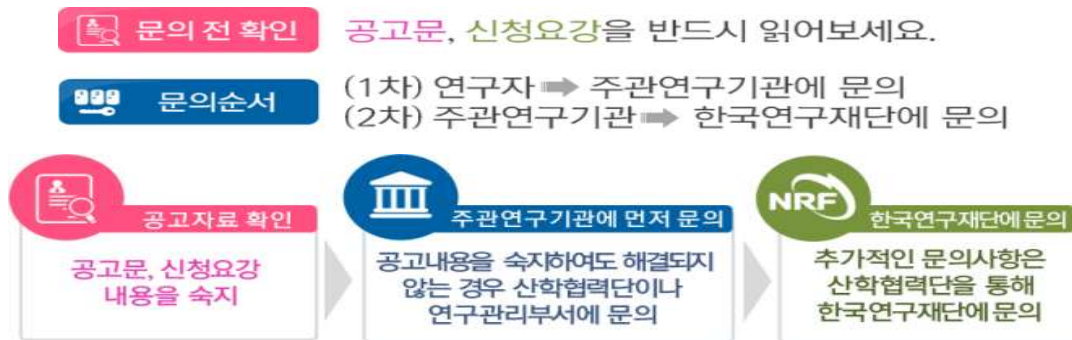 문의 전 확인 공고문, 신청요강을 반드시 읽어보세요.
문의순서
(1차) 연구자 ➡ 주관연구기관에 문의
(2차) 주관연구기관 ➡ 한국연구재단에 문의
공고자료 확인
공고문, 신청요강
내용을 숙지
주관연구기관에 먼저 문의
공고내용을 숙지하여도 해결되지
않는 경우 산학협력단이나
연구관리부서에 문의
NRF
한국연구재단에 문의
추가적인 문의사항은
산학협력단을 통해
한국연구재단에 문의